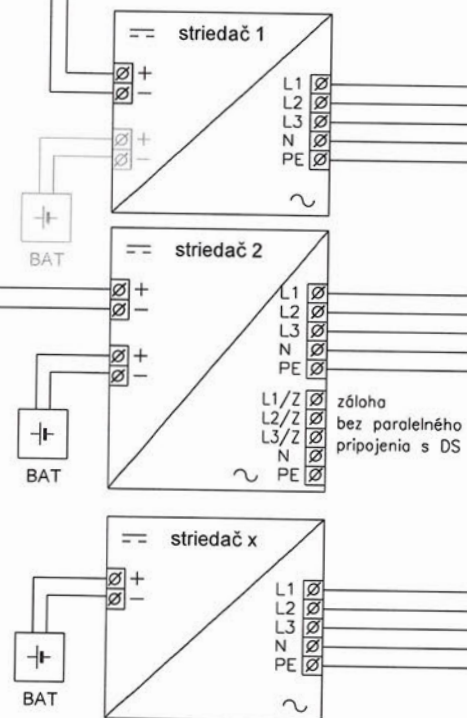 striedač 1
+
−
L1
L2
L3
N
PE
+
−
BAT
striedač 2
+
−
L1
L2
L3
N
PE
+
−
BAT
L1/Z
L2/Z
L3/Z
N
PE
záloha
bez paralelného
pripojenia s DS
striedač x
+
−
L1
L2
L3
N
PE
BAT